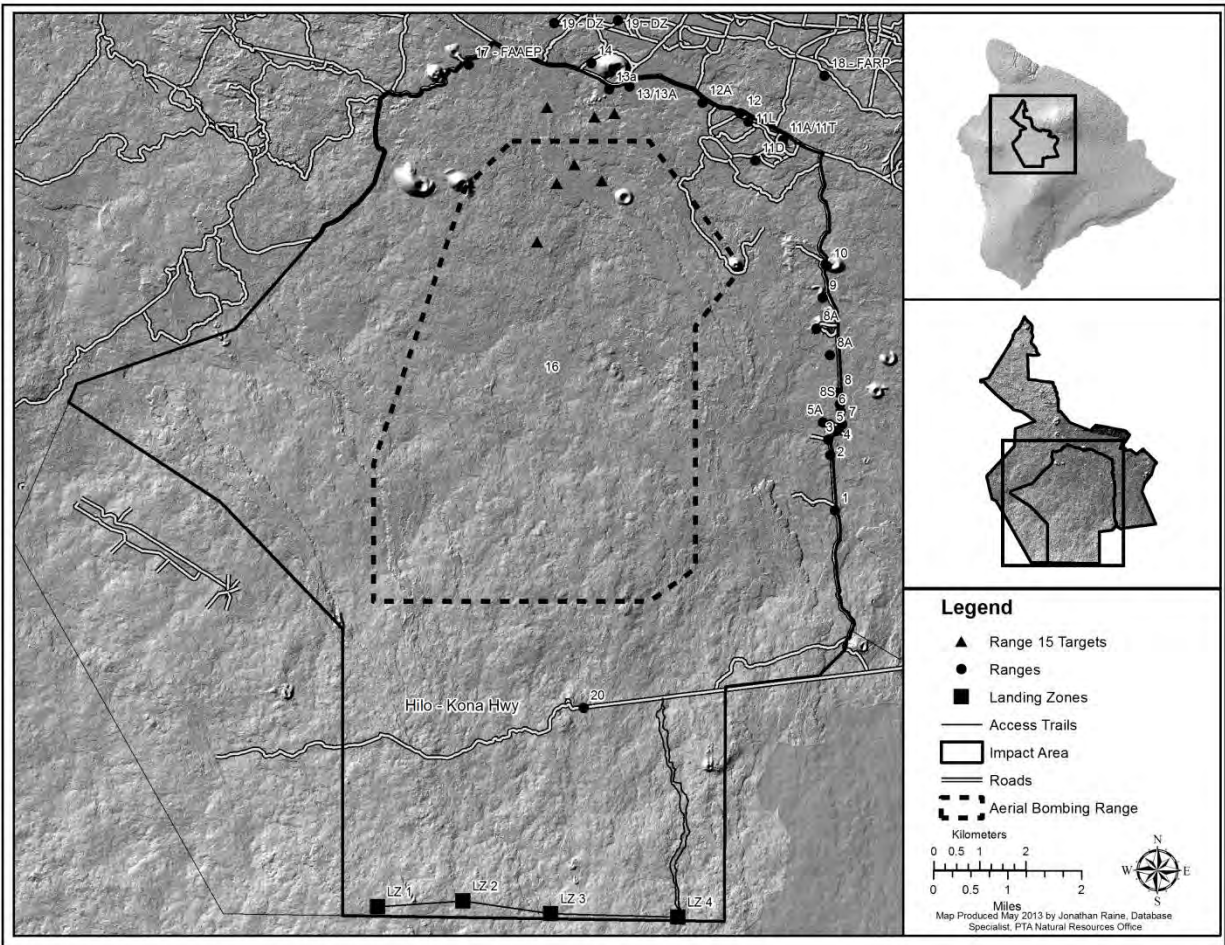 19 - DZ
19 - DZ
17 - FAAEP
14
18 - FARP
13a
13/13A
12A
12
11L
11A/11T
11D
10
9
8A
8A
16
8
8S
6
5A
7
5
3
4
2
1
20
Hilo - Kona Hwy
LZ 1
LZ 2
LZ 3
LZ 4
Legend
Range 15 Targets
Ranges
Landing Zones
Access Trails
Impact Area
Roads
Aerial Bombing Range
Kilometers
0 0.5 1 2
0 0.5 1 2
Miles
N
W E
S
Map Produced May 2013 by Jonathan Raine, Database
Specialist, PTA Natural Resources Office